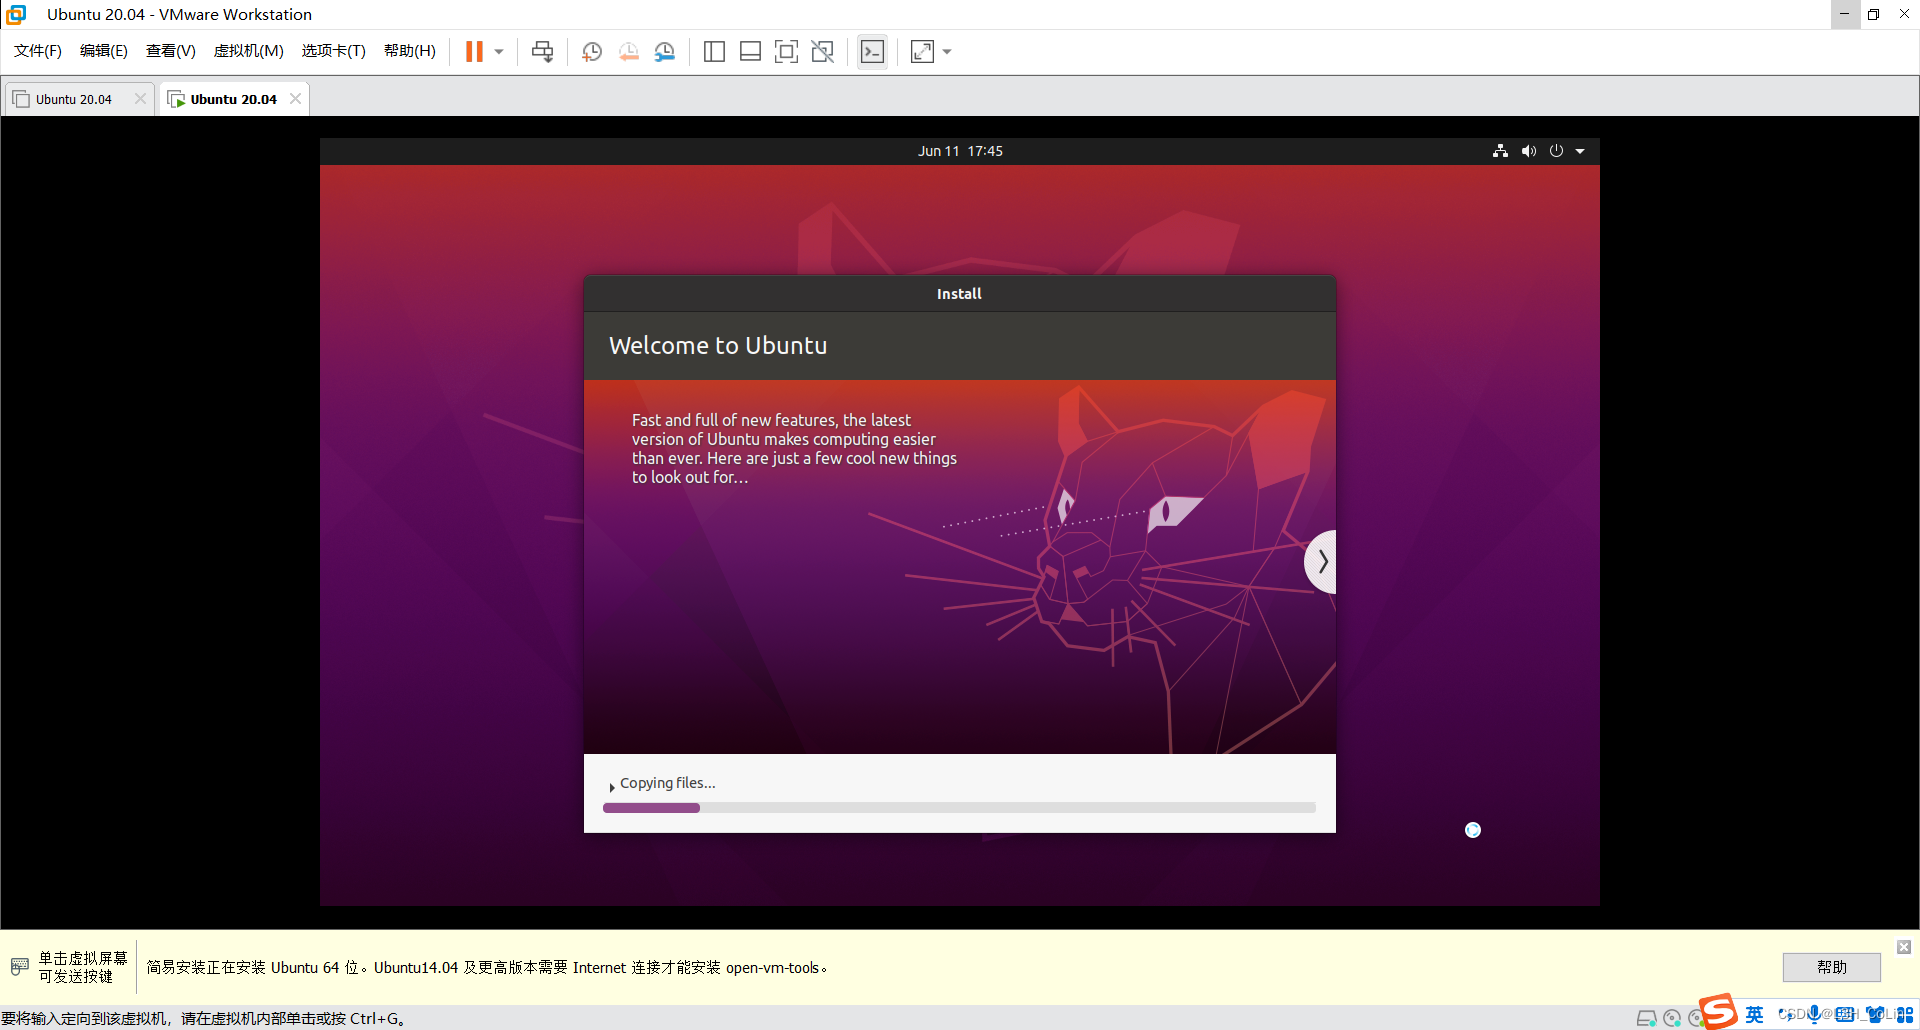 Ubuntu 20.04 - VMware Workstation
文件(F) 编辑(E) 查看(V) 虚拟机(M) 选项卡(T) 帮助(H)
Ubuntu 20.04
Ubuntu 20.04
Jun 11 17:45
Install
Welcome to Ubuntu
Fast and full of new features, the latest
version of Ubuntu makes computing easier
than ever. Here are just a few cool new things
to look out for…
Copying files...
单击虚拟屏幕
可发送按键
简易安装正在安装 Ubuntu 64 位。Ubuntu14.04 及更高版本需要 Internet 连接才能安装 open-vm-tools。
帮助
要将输入定向到该虚拟机，请在虚拟机内部单击或按 Ctrl+G。
英